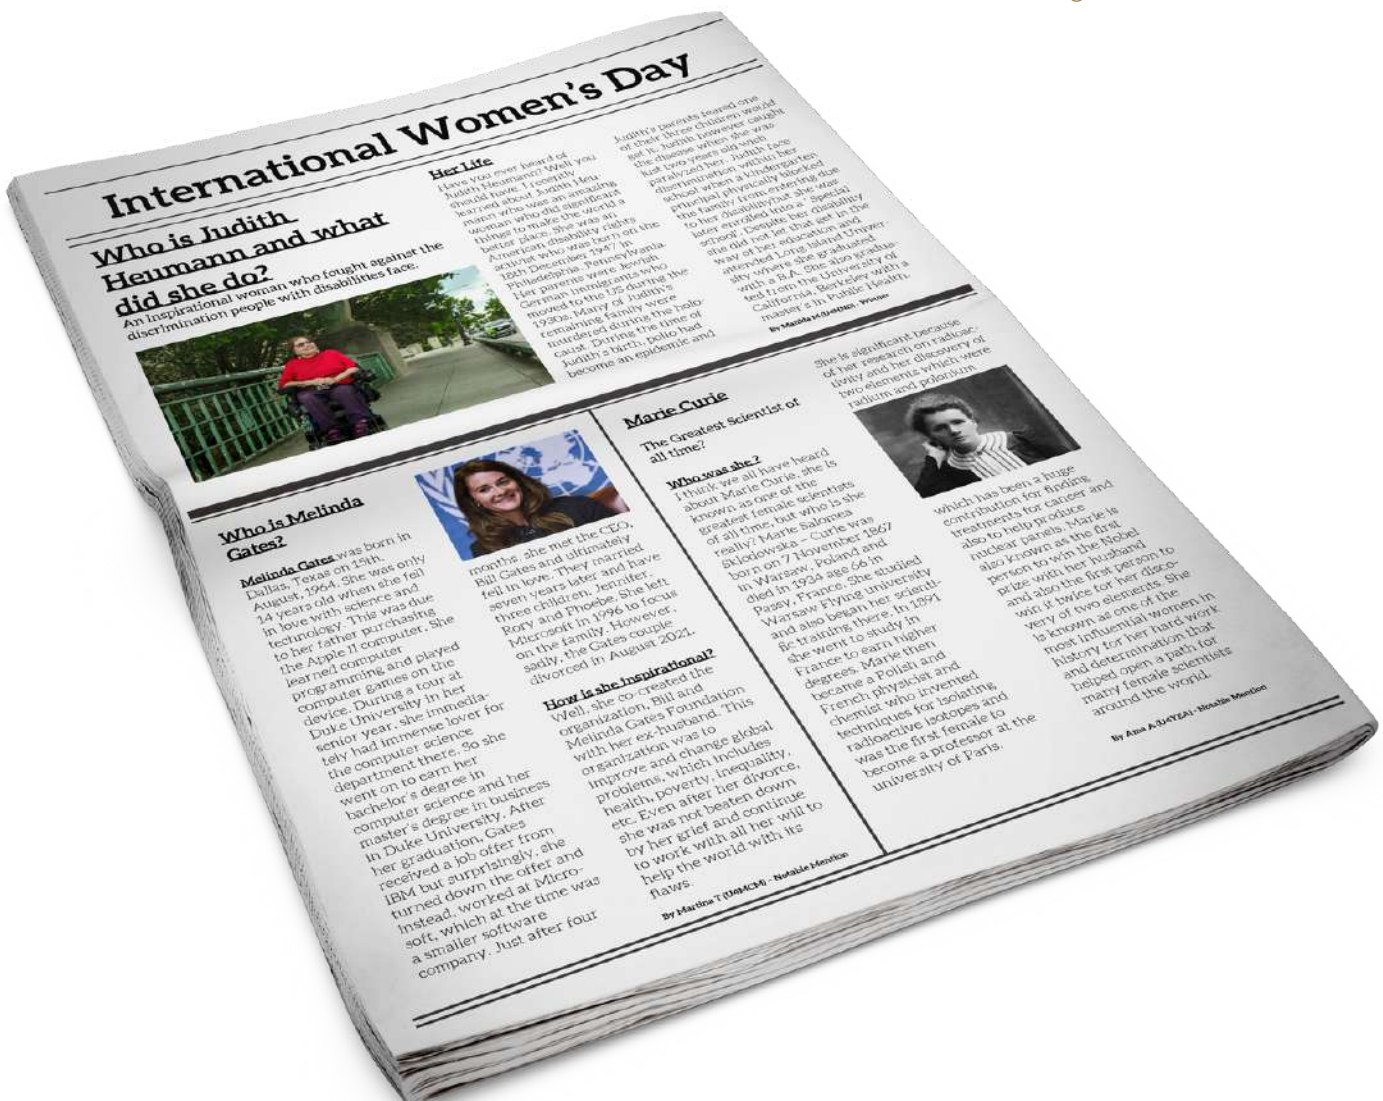 International Women's Day
Who is Judith
Heumann and what
did she do?
An Inspirational woman who fought against the
discrimination people with disabilities face.
Her Life
Have you ever heard of
Judith Heumann? Well you
should have. I recently
learned about Judith Heu-
mann who was an amazing
woman who did significant
things to make the world a
better place. She was an
American disability rights
activist who was born on the
18th December 1947 in
Philadelphia, Pennsylvania.
Her parents were Jewish
German immigrants who
moved to the US during the
1930s. Many of Judith's
remaining family were
murdered during the holo-
caust. During the time of
Judith's birth, polio had
become an epidemic and
Judith's parents feared one
of their three children would
get it. Judith however caught
the disease when she was
just two years old wich
paralyzed her. Judith face
discrimination within her
school when a kindergarten
principal physically blocked
the family from entering due
to her disability but she was
later enrolled into a 'Special
school'. Despite her disability
she did not let that get in the
way of her education and
attended Long Island Univer-
sity where she graduated
with a B.A. She also gradua-
ted from the University of
California, Berkeley with a
master's in Public Health.
By Matilda M - Winner
Who is Melinda
Gates?
Melinda Gates was born in
Dallas, Texas on 15th
August, 1964. She was only
14 years old when she fell
in love with science and
technology. This was due
to her father purchasing
the Apple II computer. She
learned computer
programming and played
computer games on the
device. During a tour at
Duke University in her
senior year, she immedia-
tely had immense lover for
the computer science
department there. So she
went on to earn her
bachelor's degree in
computer science and her
master's degree in business
in Duke University. After
her graduation, Gates
received a job offer from
IBM but surprisingly, she
turned down the offer and
instead, worked at Micro-
soft, which at the time was
a smaller software
company. Just after four
months, she met the CEO,
Bill Gates and ultimately
fell in love. They married
seven years later and have
three children, Jennifer,
Rory and Phoebe. She left
Microsoft in 1996 to focus
on the family. However,
sadly, the Gates couple
divorced in August 2021.
How is she inspirational?
Well, she co-created the
organization, Bill and
Melinda Gates Foundation
with her ex-husband. This
organization was to
improve and change global
problems, which includes
health, poverty, inequality,
etc. Even after her divorce,
she was not beaten down
by her grief and continue
to work with all her will to
help the world with its
flaws.
By Martina T (U4MCM) - Notable Mention
Marie Curie
The Greatest Scientist of
all time?
Who was she ?
I think we all have heard
about Marie Curie, she is
known as one of the
greatest female scientists
of all time, but who is she
really? Marie Salomea
Sklodowska – Curie was
born on 7 November 1867
in Warsaw, Poland and
died in 1934 age 66 in
Passy, France. She studied
Warsaw Flying university
and also began her scienti-
fic training there, in 1891
she went to study in
France to earn higher
degrees. Marie then
became a Polish and
French physicist and
chemist who invented
techniques for isolating
radioactive isotopes and
was the first female to
become a professor at the
university of Paris.
She is significant because
of her research on radioac-
tivity and her discovery of
two elements which were
radium and polonium
which has been a huge
contribution for finding
treatments for cancer and
also to help produce
nuclear panels. Marie is
also known as the first
person to win the Nobel
prize with her husband
and also the first person to
win it twice for her disco-
very of two elements. She
is known as one of the
most influential women in
history for her hard work
and determination that
helped open a path for
many female scientists
around the world.
By Ama A (U4YEA) - Notable Mention